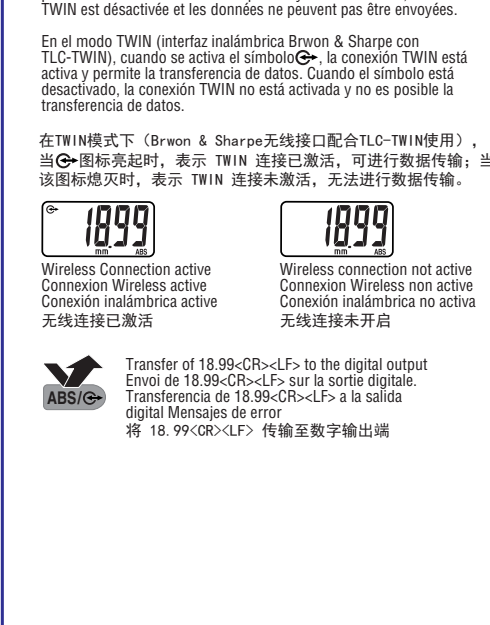 TWIN est désactivée et les données ne peuvent pas être envoyées.
En el modo TWIN (interfaz inalámbrica Brwon & Sharpe con
TLC-TWIN), cuando se activa el símbolo, la conexión TWIN está
activa y permite la transferencia de datos. Cuando el símbolo está
desactivado, la conexión TWIN no está activada y no es posible la
transferencia de datos.
在TWIN模式下（Brwon & Sharpe无线接口配合TLC-TWIN使用），
当图标亮起时，表示 TWIN 连接已激活，可进行数据传输；当
该图标熄灭时，表示 TWIN 连接未激活，无法进行数据传输。
18.99
mm ABS
Wireless Connection active
Connexion Wireless active
Conexión inalámbrica active
无线连接已激活
18.99
mm ABS
Wireless connection not active
Connexion Wireless non active
Conexión inalámbrica no activa
无线连接未开启
ABS/
Transfer of 18.99<CR><LF> to the digital output
Envoi de 18.99<CR><LF> sur la sortie digitale.
Transferencia de 18.99<CR><LF> a la salida
digital Mensajes de error
将 18.99<CR><LF> 传输至数字输出端